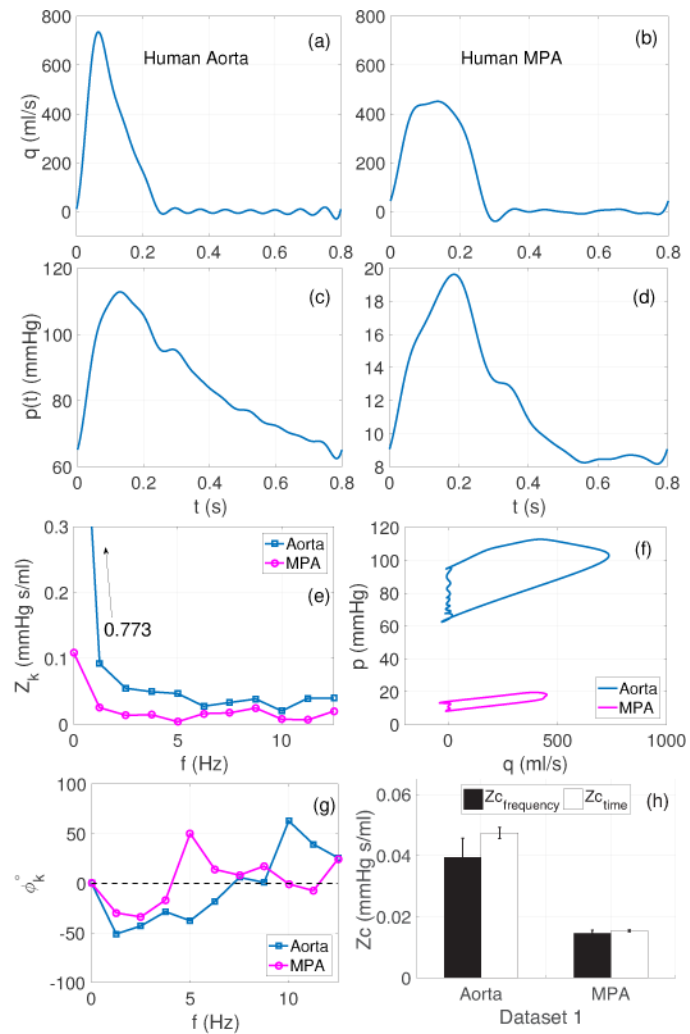 800
600
400
200
0
q (ml/s)
Human Aorta
(a)
0 0.2 0.4 0.6 0.8
800
600
400
200
0
Human MPA
(b)
0 0.2 0.4 0.6 0.8
120
100
80
60
p(t) (mmHg)
(c)
0 0.2 0.4 0.6 0.8
t (s)
20
18
16
14
12
10
8
(d)
0 0.2 0.4 0.6 0.8
t (s)
0.3
0.2
0.1
0
Z_k (mmHg s/ml)
Aorta
MPA
(e)
0.773
0 5 10
f (Hz)
120
100
80
60
40
20
0
p (mmHg)
(f)
Aorta
MPA
0 500 1000
q (ml/s)
100
50
0
-50
-100
ϕ_k°
(g)
Aorta
MPA
0 5 10
f (Hz)
0.06
0.04
0.02
0
Zc (mmHg s/ml)
Zc_frequency Zc_time
(h)
Aorta MPA
Dataset 1